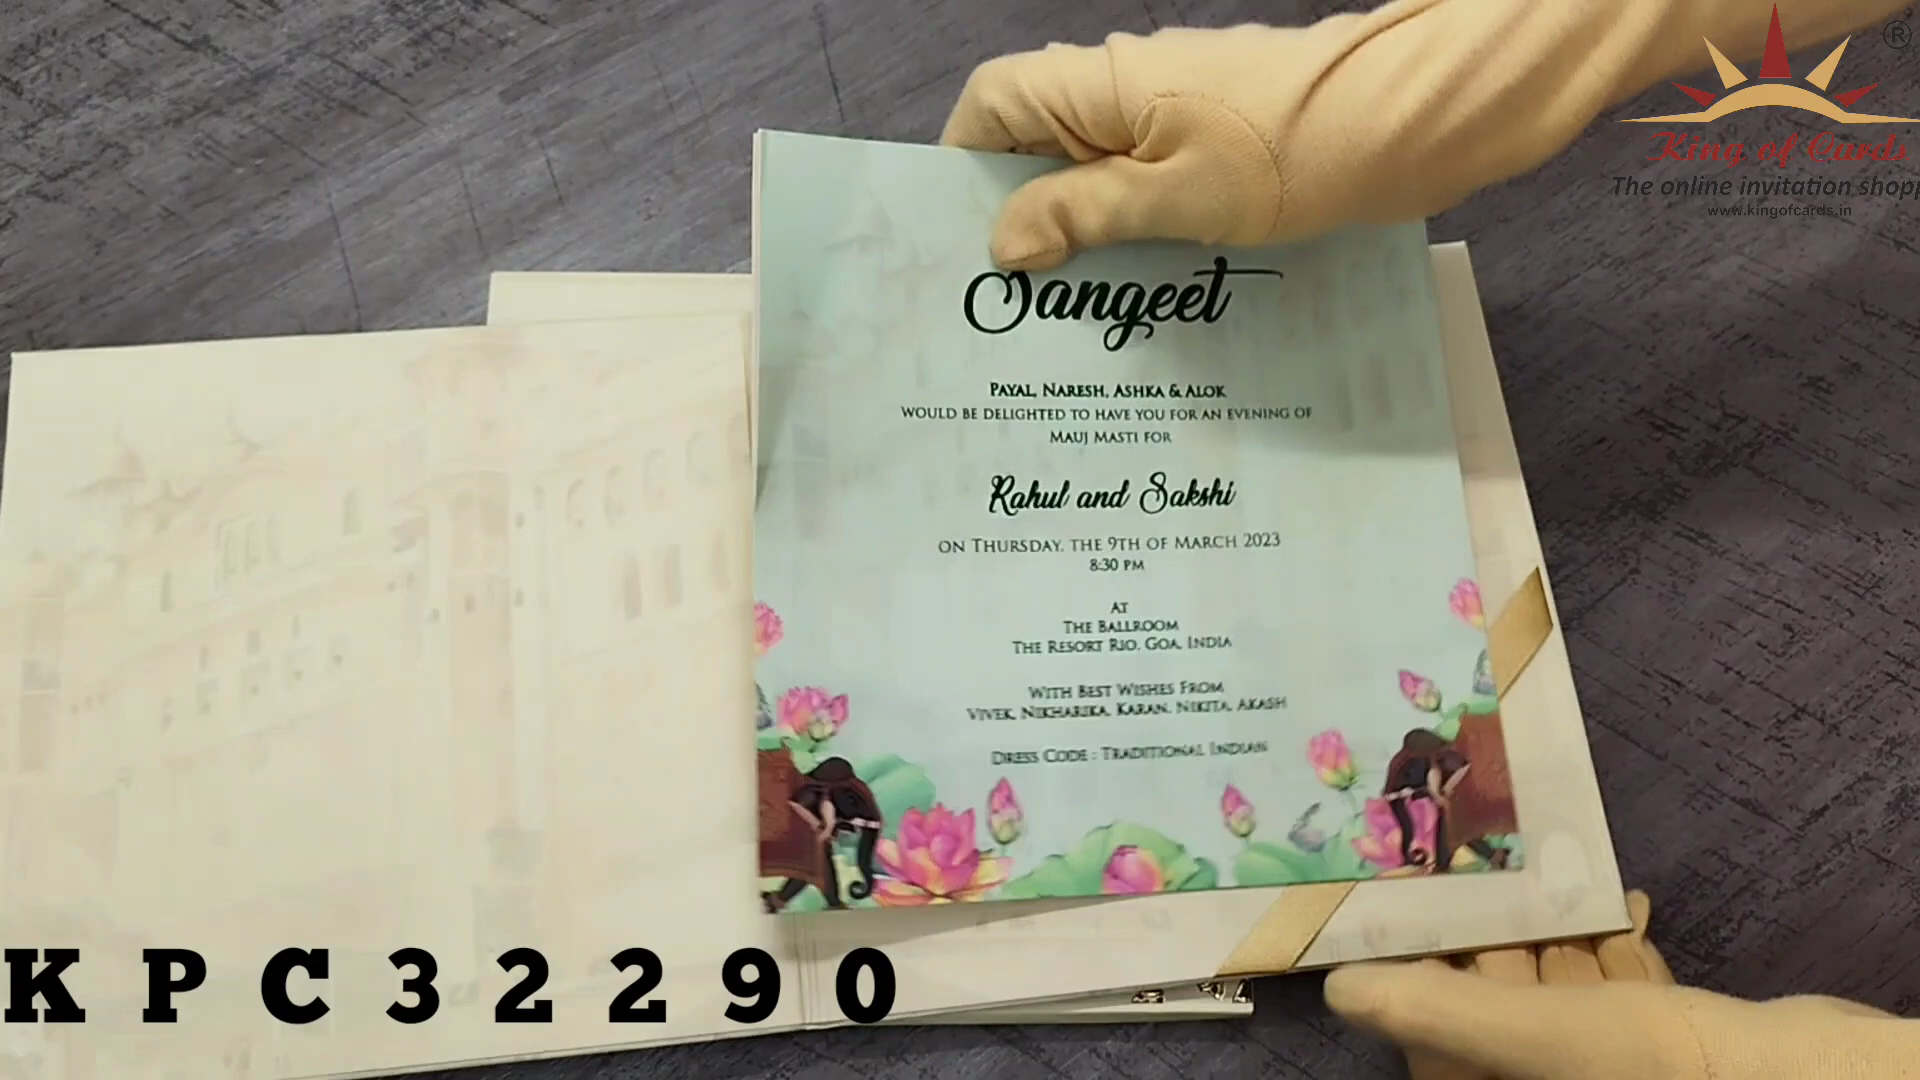 ®
King of Cards
The online invitation shopp
www.kingofcards.in
Sangeet
PAYAL, NARESH, ASHKA & ALOK
WOULD BE DELIGHTED TO HAVE YOU FOR AN EVENING OF
MAUJ MASTI FOR
Rahul and Sakshi
ON THURSDAY, THE 9TH OF MARCH 2023
8:30 PM
AT
THE BALLROOM
THE RESORT RIO, GOA, INDIA
WITH BEST WISHES FROM
VIVEK, NIKHARIKA, KARAN, NIKITA, AKASH
DRESS CODE : TRADITIONAL INDIAN
KPC32290